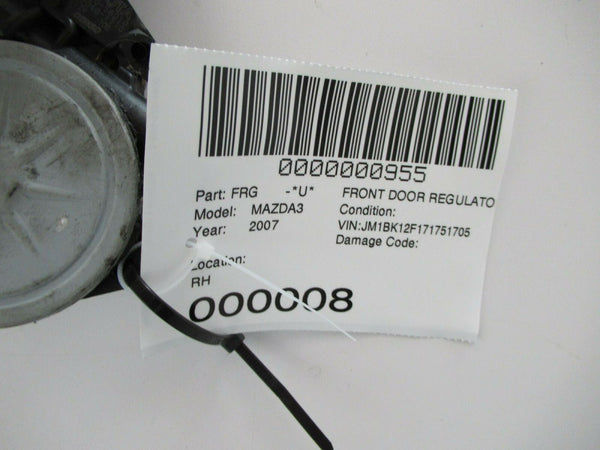 0000000955
Part: FRG -*U* FRONT DOOR REGULATO
Model: MAZDA3 Condition:
Year: 2007 VIN:JM1BK12F171751705
Damage Code:
Location:
RH
000008